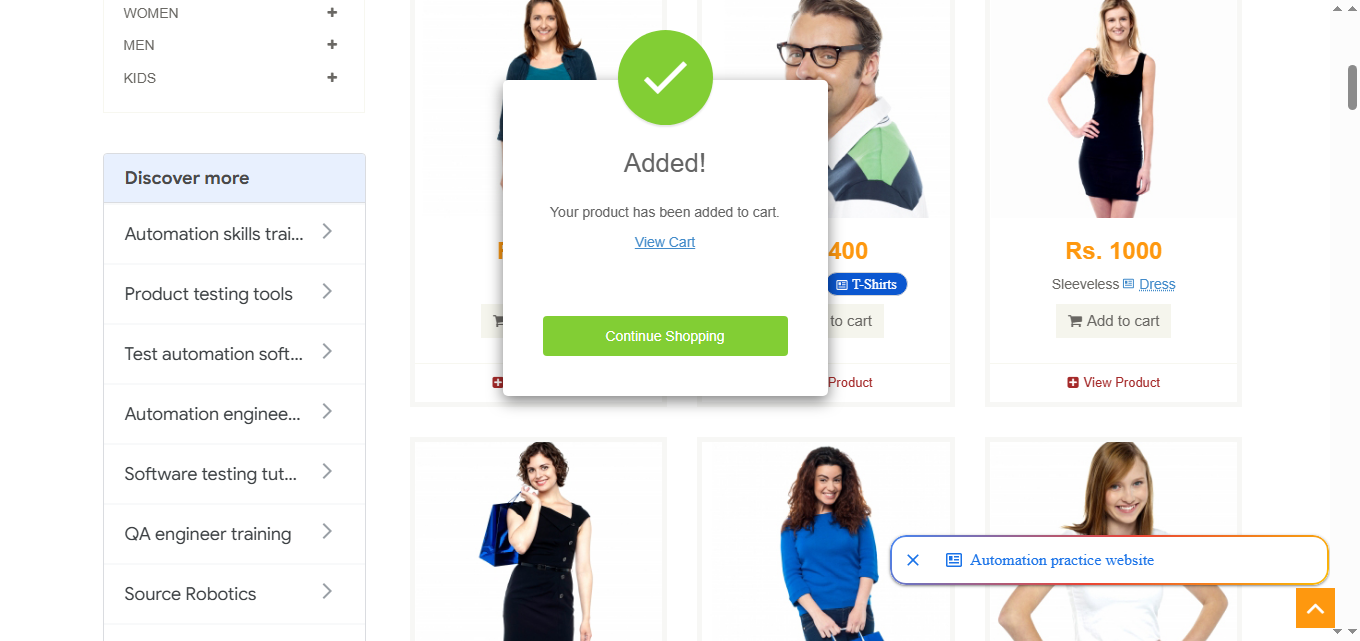 WOMEN
MEN
KIDS
Discover more
Automation skills trai...
Product testing tools
Test automation soft...
Automation enginee...
Software testing tut...
QA engineer training
Source Robotics
Added!
Your product has been added to cart.
View Cart
Continue Shopping
400
T-Shirts
to cart
Product
Rs. 1000
Sleeveless Dress
Add to cart
View Product
Automation practice website